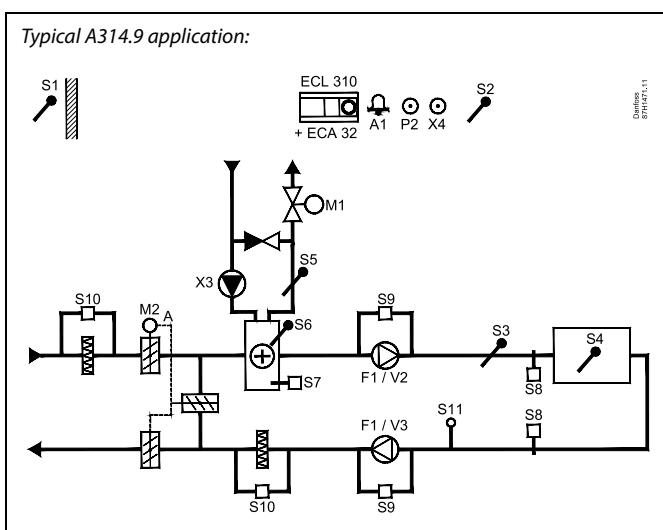 Typical A314.9 application:
S1
ECL 310
S2
A1
P2
X4
+ ECA 32
Danfoss
87H1471.11
M1
S5
X3
S10
M2
A
S6
S9
S3
S4
S7
F1 / V2
S8
F1 / V3
S11
S8
S10
S9